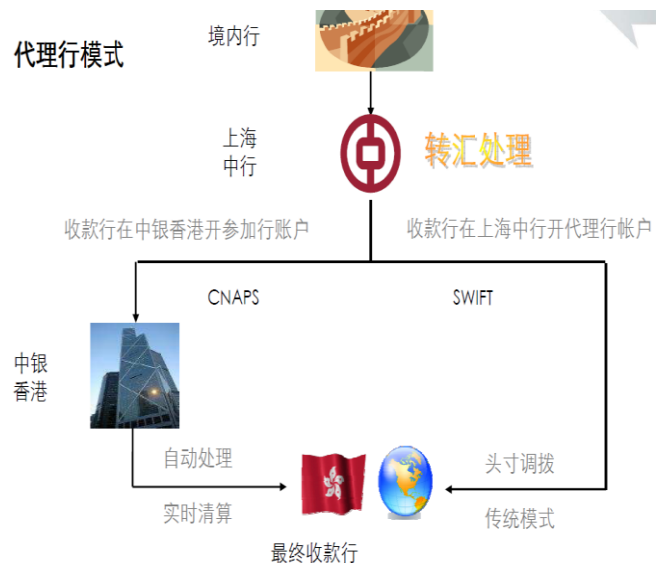 代理行模式
境内行
上海
中行
转汇处理
收款行在中银香港开参加行账户
收款行在上海中行开代理行帐户
CNAPS
SWIFT
中银
香港
自动处理
实时清算
头寸调拨
传统模式
最终收款行